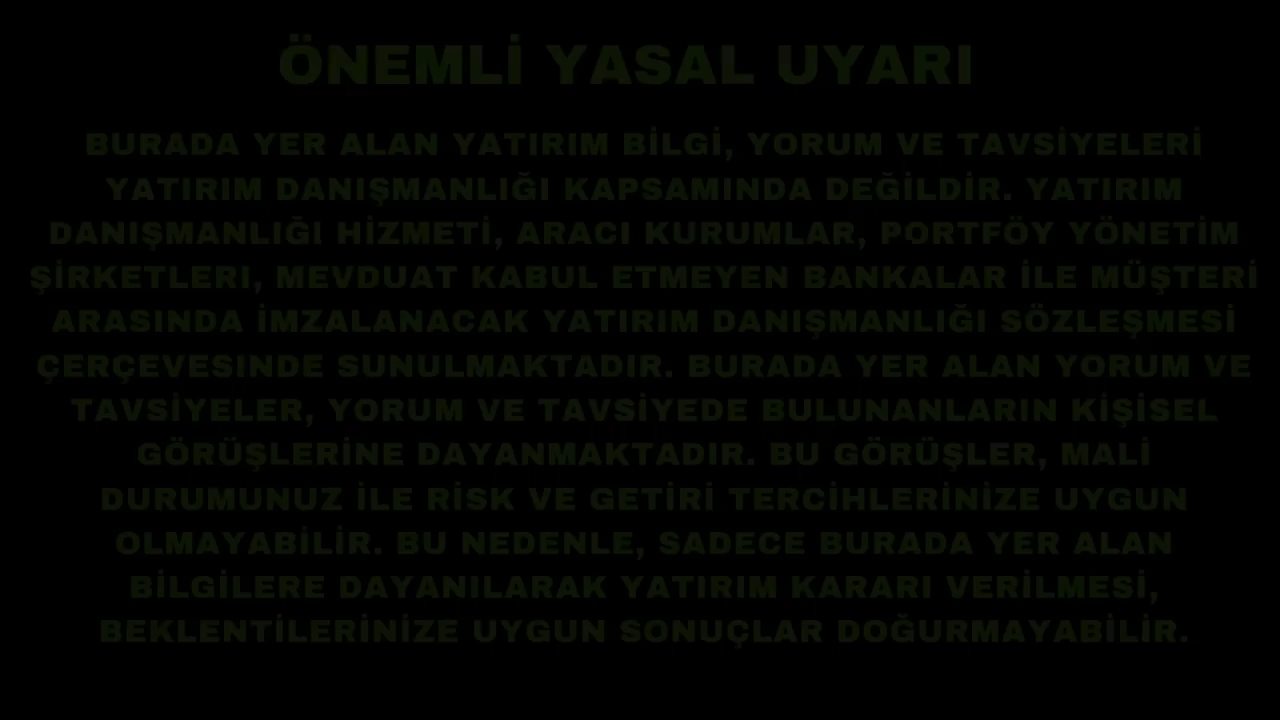 ÖNEMLİ YASAL UYARI
BURADA YER ALAN YATIRIM BİLGİ, YORUM VE TAVSİYELERİ
YATIRIM DANIŞMANLIĞI KAPSAMINDA DEĞİLDİR. YATIRIM
DANIŞMANLIĞI HİZMETİ, ARACI KURUMLAR, PORTFÖY YÖNETİM
ŞİRKETLERI, MEVDUAT KABUL ETMEYEN BANKALAR İLE MÜŞTERİ
ARASINDA İMZALANACAK YATIRIM DANIŞMANLIĞI SÖZLEŞMESİ
ÇERÇEVESINDE SUNULMAKTADIR. BURADA YER ALAN YORUM VE
TAVSİYELER, YORUM VE TAVSİYEDE BULUNANLARIN KİŞİSEL
GÖRÜŞLERİNE DAYANMAKTADIR. BU GÖRÜŞLER, MALİ
DURUMUNUZ İLE RİSK VE GETİRİ TERCİHLERİNİZE UYGUN
OLMAYABİLİR. BU NEDENLE, SADECE BURADA YER ALAN
BİLGİLERE DAYANILARAK YATIRIM KARARI VERİLMESİ,
BEKLENTİLERİNİZE UYGUN SONUÇLAR DOĞURMAYABİLİR.